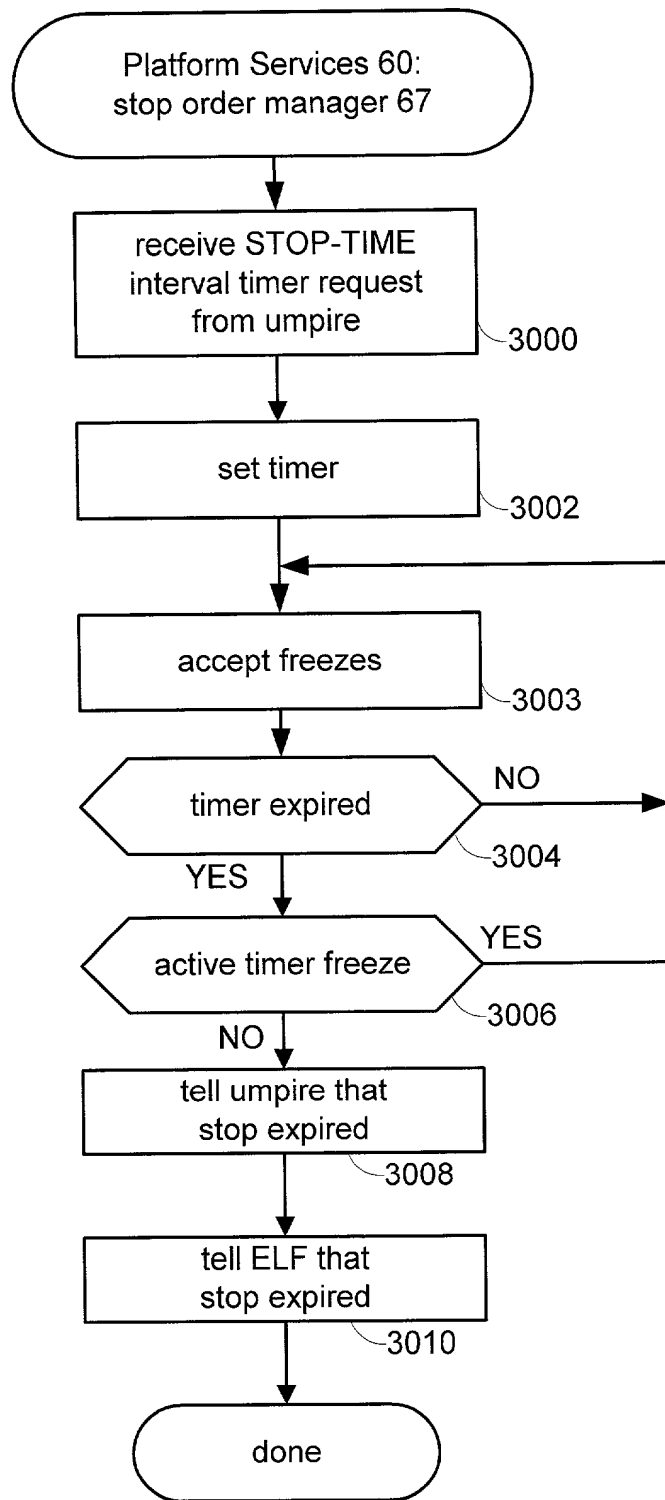 Platform Services 60:
stop order manager 67
receive STOP-TIME
interval timer request
from umpire
3000
set timer
3002
accept freezes
3003
timer expired
NO
3004
YES
active timer freeze
YES
3006
NO
tell umpire that
stop expired
3008
tell ELF that
stop expired
3010
done